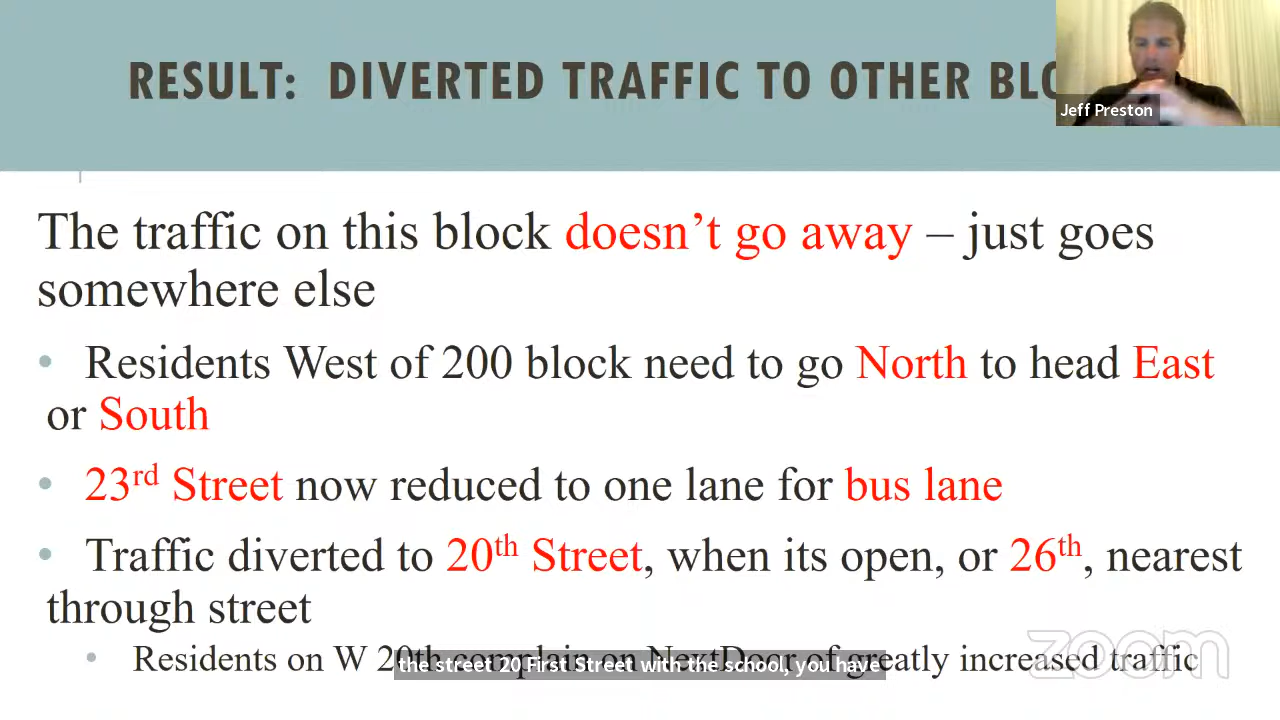 RESULT: DIVERTED TRAFFIC TO OTHER
Jeff Preston
The traffic on this block doesn’t go away – just goes
somewhere else
• Residents West of 200 block need to go North to head East
or South
• 23rd Street now reduced to one lane for bus lane
• Traffic diverted to 20th Street, when its open, or 26th, nearest
through street
• Residents on W 20th complain on NextDoor of greatly increased traffic
the street 20 First Street with the school, you have
zoom